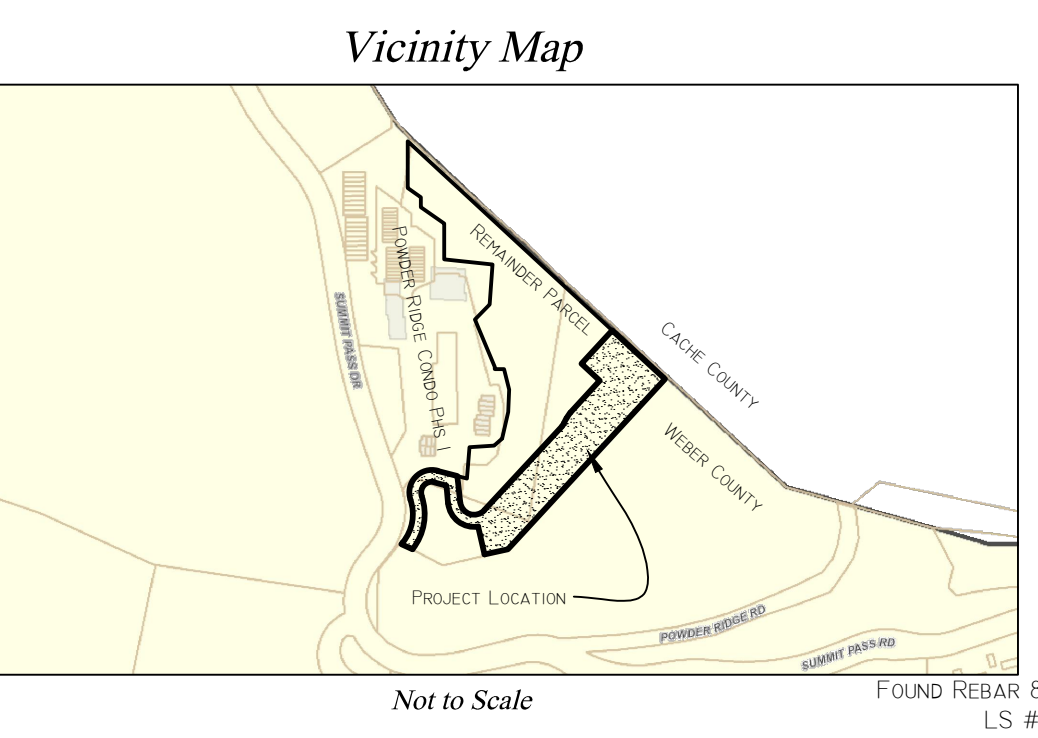 Vicinity Map
REMAINDER PARCEL
POWDER RIDGE CONDO PHS 1
SUMMIT PASS DR
CACHE COUNTY
WEBER COUNTY
PROJECT LOCATION
POWDER RIDGE RD
SUMMIT PASS RD
Not to Scale
FOUND REBAR &
LS #